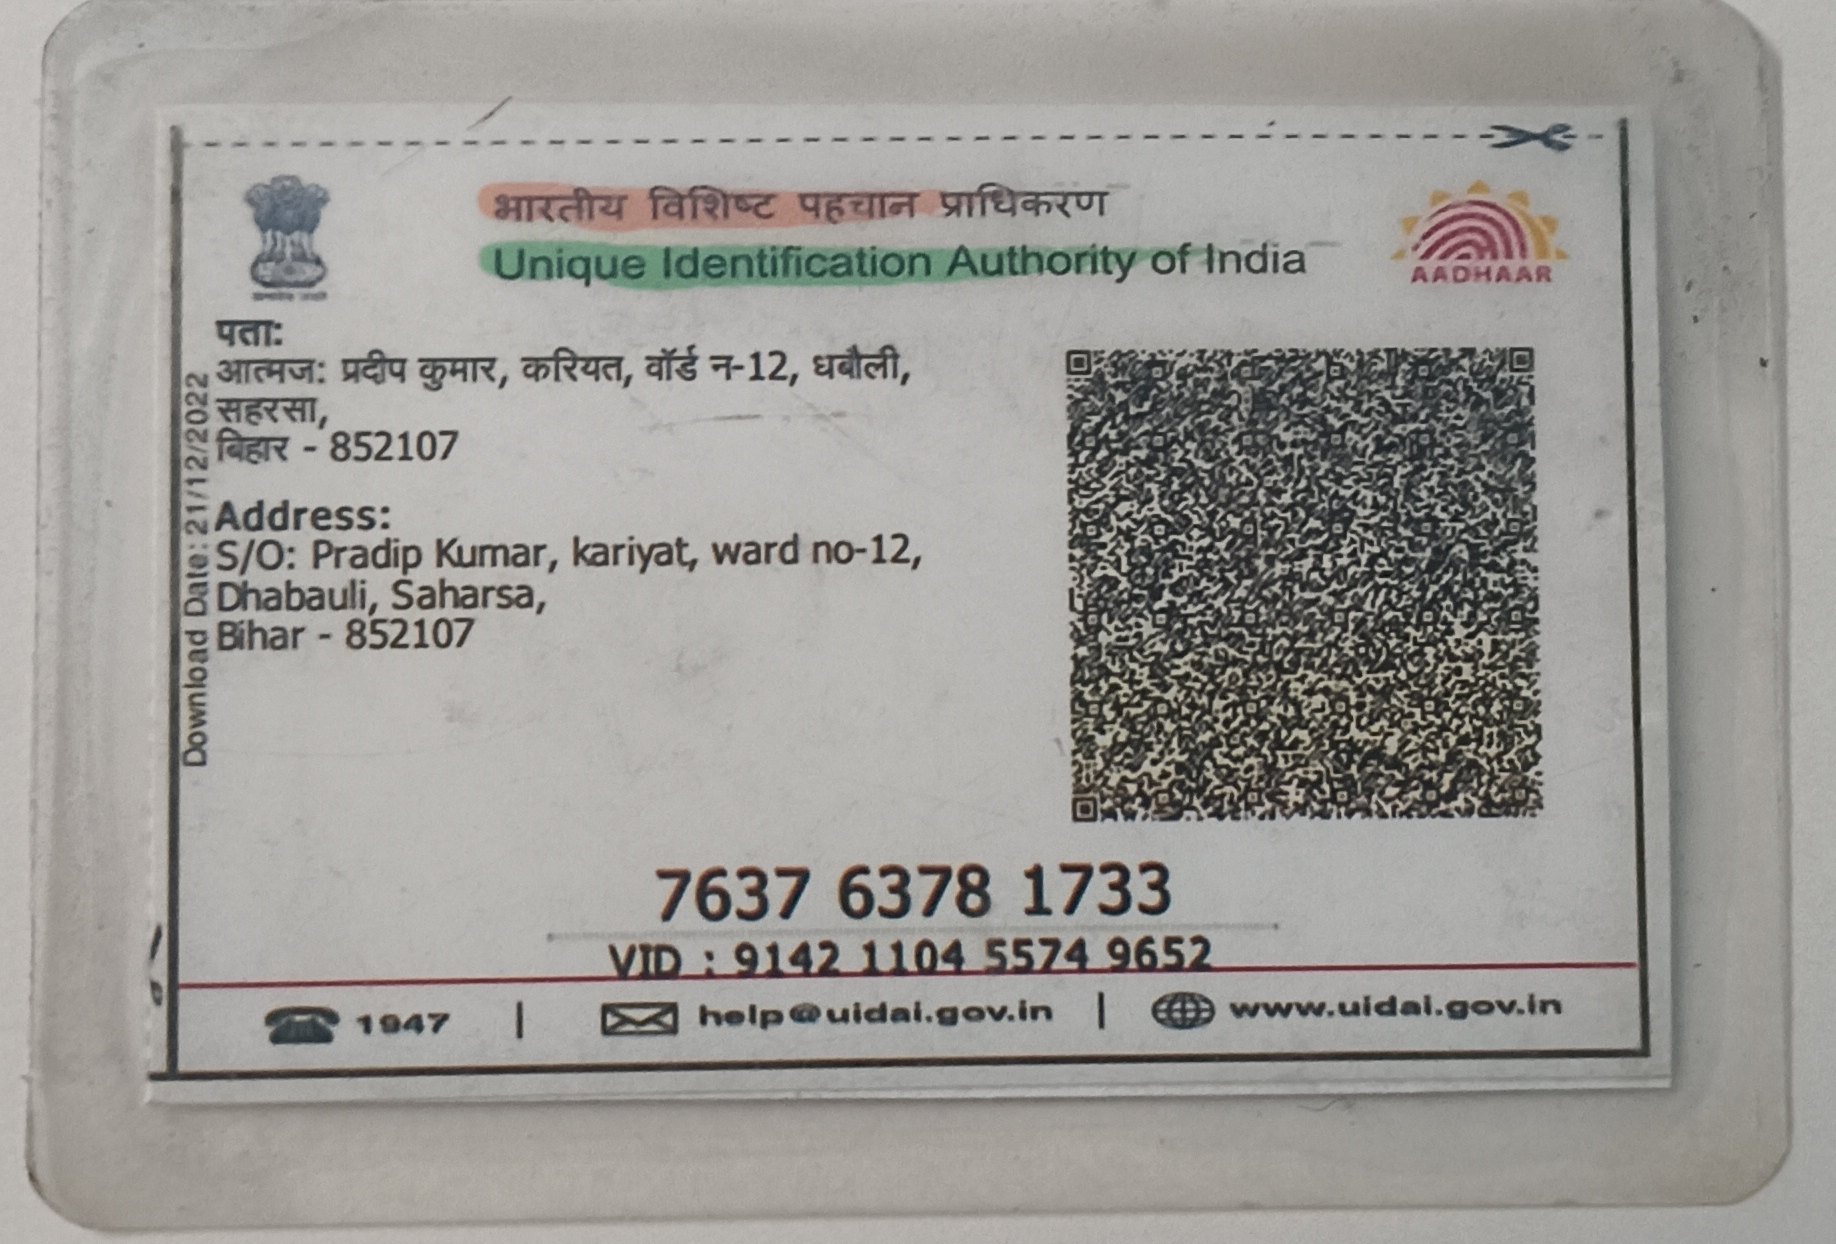 भारतीय विशिष्ट पहचान प्राधिकरण
Unique Identification Authority of India
AADHAAR
पता:
आत्मज: प्रदीप कुमार, करियत, वॉर्ड न-12, धबौली,
सहरसा,
बिहार - 852107
Address:
S/O: Pradip Kumar, kariyat, ward no-12,
Dhabauli, Saharsa,
Bihar - 852107
Download Date: 21/12/2022
7637 6378 1733
VID : 9142 1104 5574 9652
1947 | help@uidai.gov.in | www.uidai.gov.in